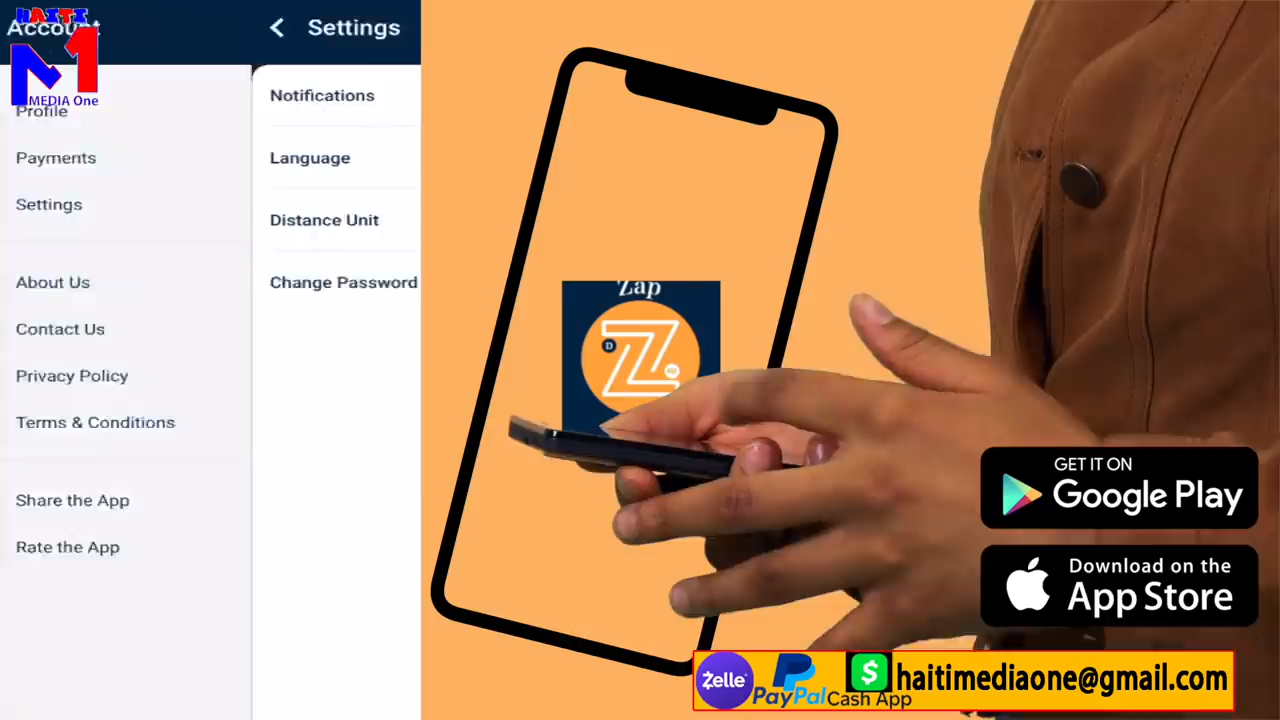 HAITI
M1
MEDIA One
Account
Profile
Payments
Settings
About Us
Contact Us
Privacy Policy
Terms & Conditions
Share the App
Rate the App
Settings
Notifications
Language
Distance Unit
Change Password
Zap
D
Z
GET IT ON
Google Play
Download on the
App Store
Zelle
PayPal
$
Cash App
haitimediaone@gmail.com